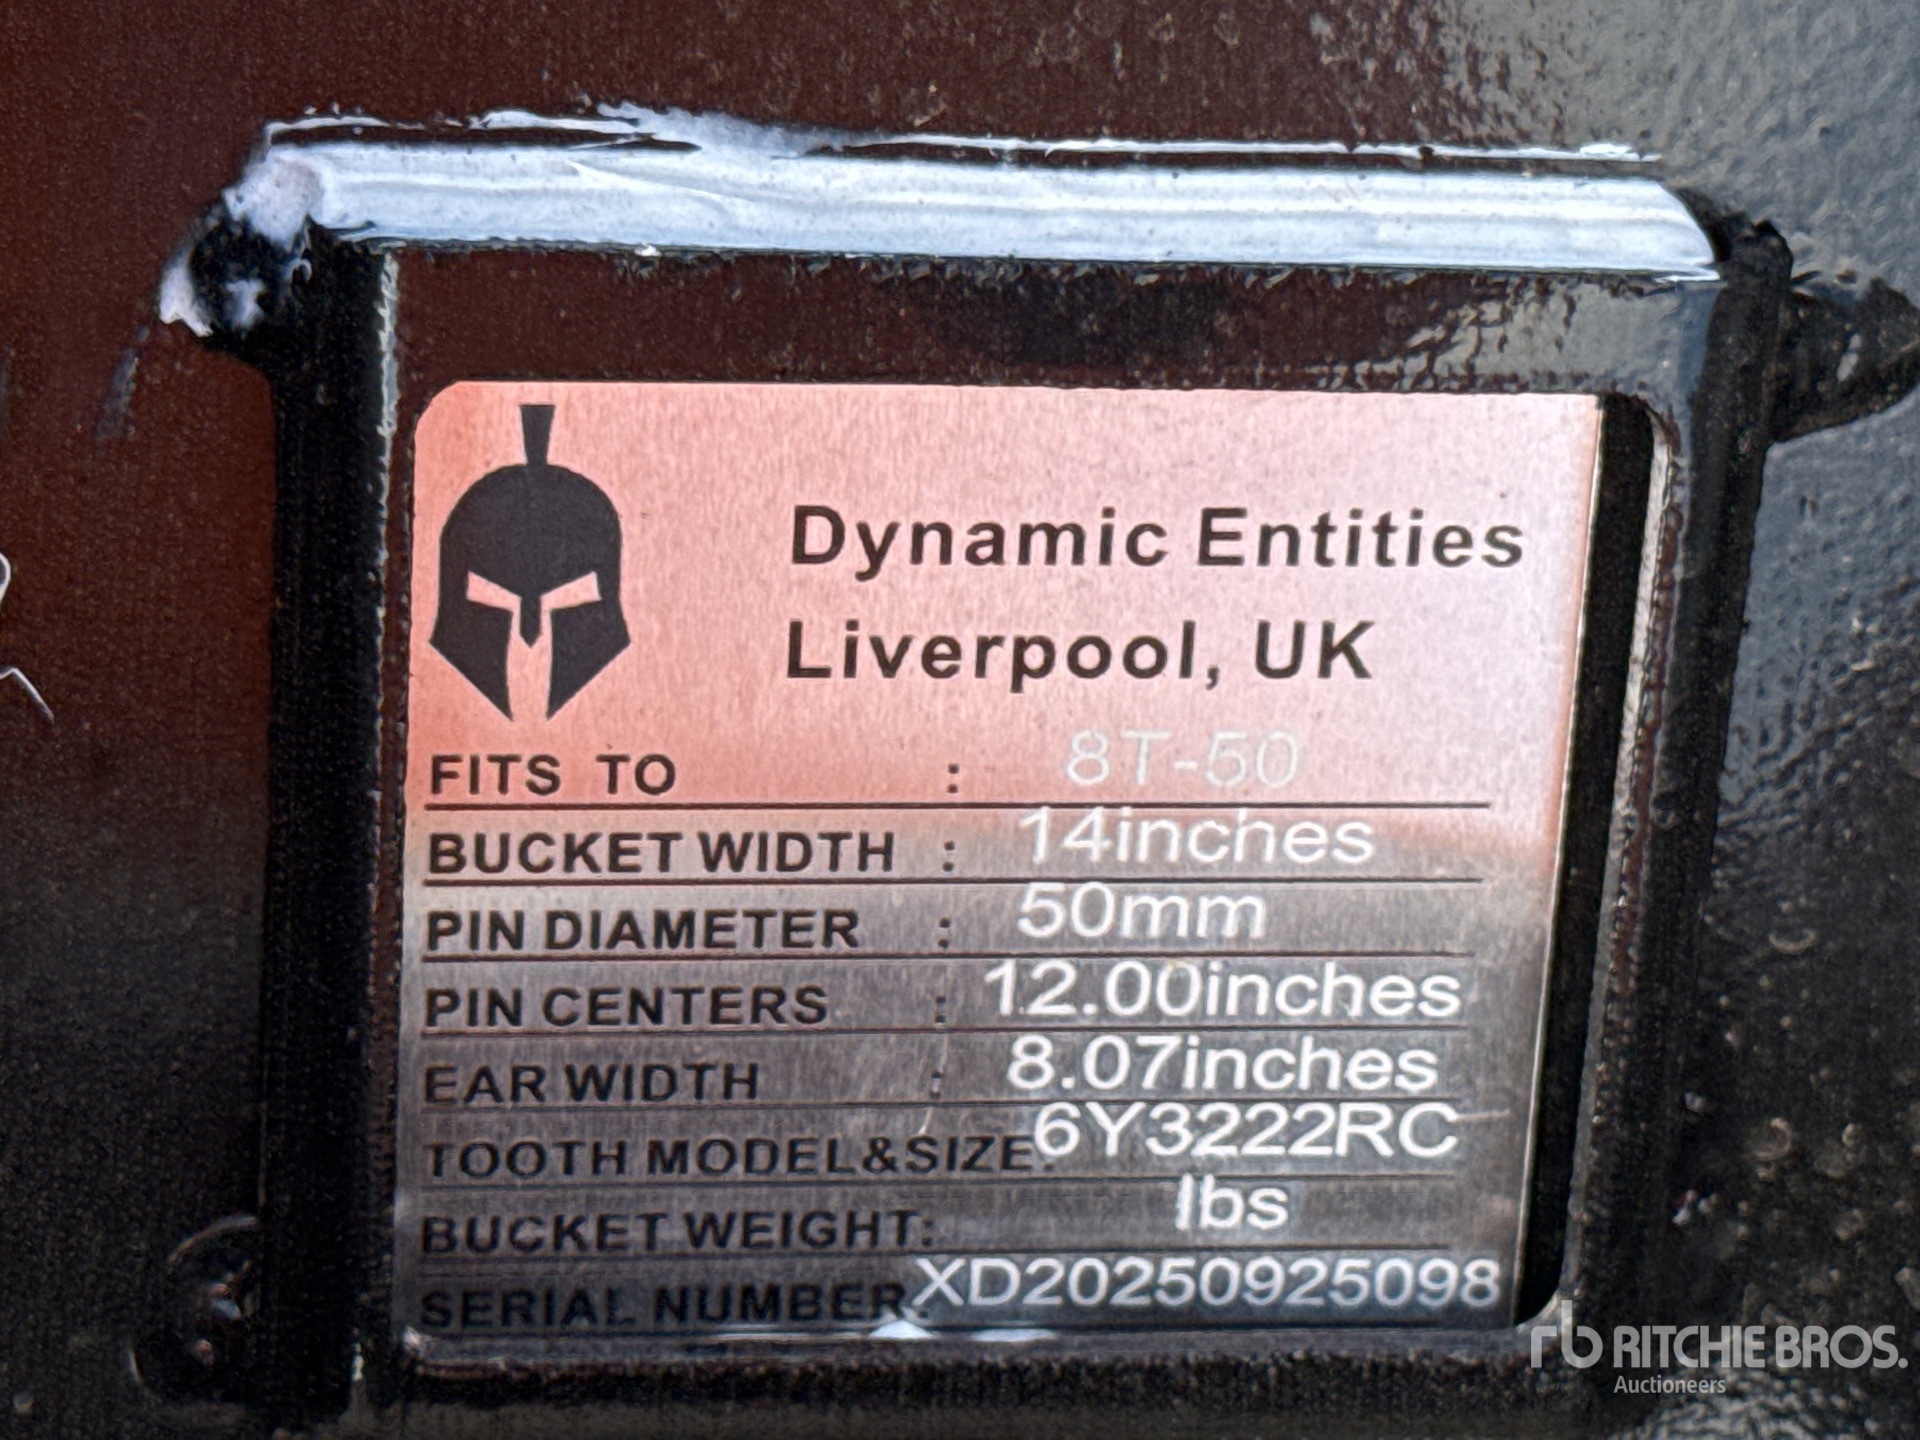 Dynamic Entities
Liverpool, UK
FITS TO : 8T-50
BUCKET WIDTH : 14inches
PIN DIAMETER : 50mm
PIN CENTERS : 12.00inches
EAR WIDTH : 8.07inches
TOOTH MODEL&SIZE: 6Y3222RC
BUCKET WEIGHT: lbs
SERIAL NUMBER: XD20250925098
rb RITCHIE BROS.
Auctioneers